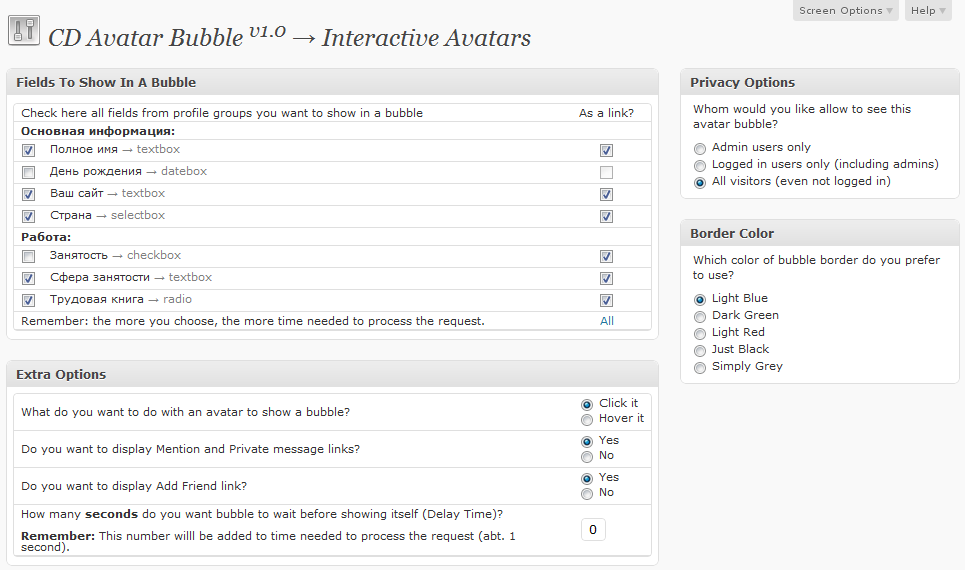 Screen Options
Help
CD Avatar Bubble v1.0 → Interactive Avatars
Fields To Show In A Bubble
Check here all fields from profile groups you want to show in a bubble As a link?
Основная информация:
Полное имя → textbox
День рождения → datebox
Ваш сайт → textbox
Страна → selectbox
Работа:
Занятость → checkbox
Сфера занятости → textbox
Трудовая книга → radio
Remember: the more you choose, the more time needed to process the request. All
Extra Options
What do you want to do with an avatar to show a bubble?
Click it
Hover it
Do you want to display Mention and Private message links?
Yes
No
Do you want to display Add Friend link?
Yes
No
How many seconds do you want bubble to wait before showing itself (Delay Time)?
Remember: This number willl be added to time needed to process the request (abt. 1
second).
0
Privacy Options
Whom would you like allow to see this
avatar bubble?
Admin users only
Logged in users only (including admins)
All visitors (even not logged in)
Border Color
Which color of bubble border do you prefer
to use?
Light Blue
Dark Green
Light Red
Just Black
Simply Grey